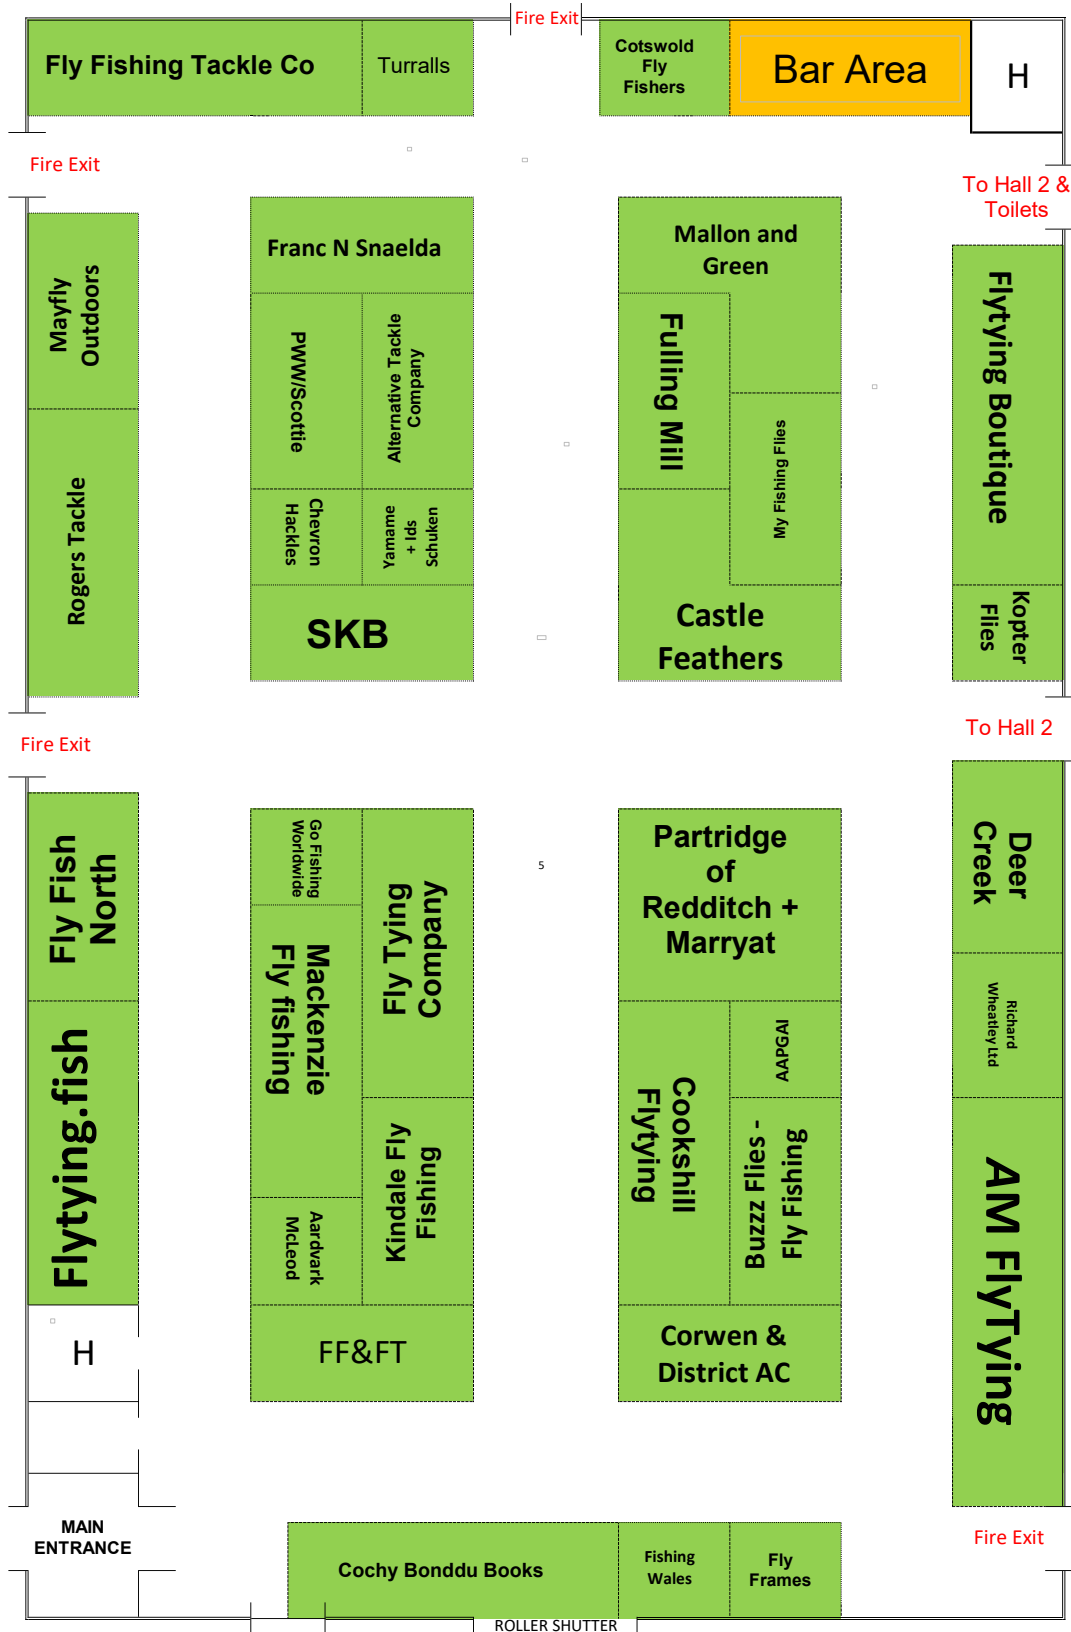 Fire Exit
Fly Fishing Tackle Co
Turralls
Cotswold
Fly
Fishers
Bar Area
H
Fire Exit
To Hall 2 &
Toilets
Mayfly
Outdoors
Rogers Tackle
Franc N Snaelda
PWW/Scottie
Alternative Tackle
Company
Chevron
Hackles
Yamame
+ Ids
Schuken
SKB
Mallon and
Green
Fulling Mill
My Fishing Flies
Castle
Feathers
Flytying Boutique
Kopter
Flies
Fire Exit
To Hall 2
Fly Fish
North
Flytying.fish
H
Go Fishing
Worldwide
Fly Tying
Company
Mackenzie
Fly fishing
Kindale Fly
Fishing
Aardvark
McLeod
FF&FT
5
Partridge
of
Redditch +
Marryat
Cookshill
Flytying
AAPGAI
Buzzz Flies -
Fly Fishing
Corwen &
District AC
Deer
Creek
Richard
Wheatley Ltd
AM FlyTying
MAIN
ENTRANCE
Fire Exit
Cochy Bonddu Books
Fishing
Wales
Fly
Frames
ROLLER SHUTTER